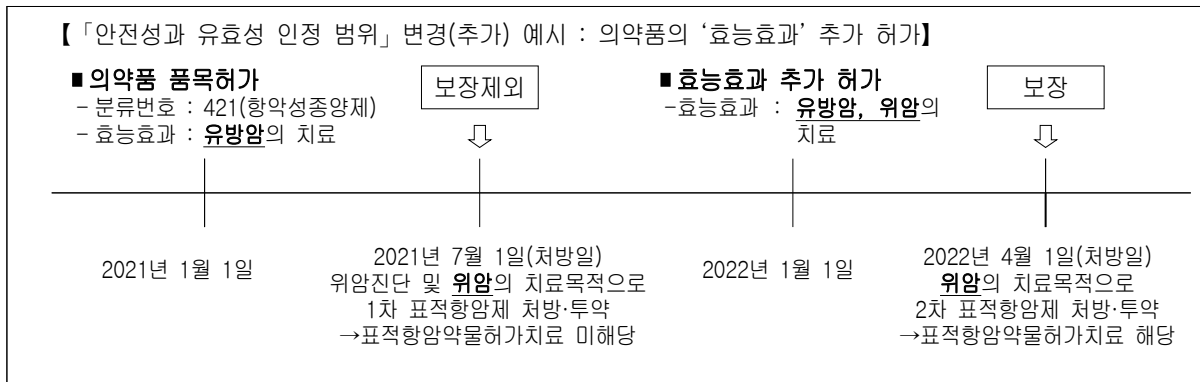 【「안전성과 유효성 인정 범위」 변경(추가) 예시 : 의약품의 ‘효능효과’ 추가 허가】
■ 의약품 품목허가
- 분류번호 : 421(항악성종양제)
- 효능효과 : 유방암의 치료
보장제외
■ 효능효과 추가 허가
-효능효과 : 유방암, 위암의
치료
보장
2021년 1월 1일
2021년 7월 1일(처방일)
위암진단 및 위암의 치료목적으로
1차 표적항암제 처방·투약
→표적항암약물허가치료 미해당
2022년 1월 1일
2022년 4월 1일(처방일)
위암의 치료목적으로
2차 표적항암제 처방·투약
→표적항암약물허가치료 해당